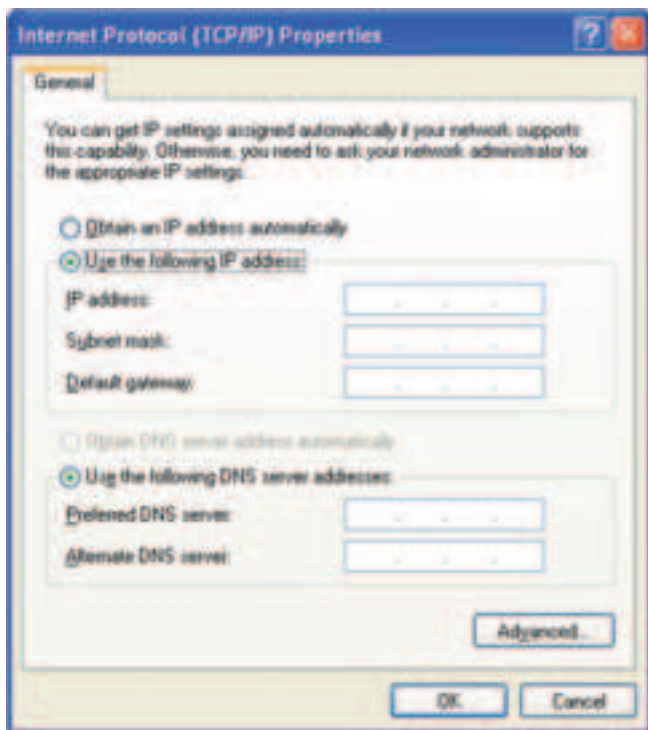 Internet Protocol (TCP/IP) Properties
General
You can get IP settings assigned automatically if your network supports
this capability. Otherwise, you need to ask your network administrator for
the appropriate IP settings.
Obtain an IP address automatically
Use the following IP address:
IP address:
Subnet mask:
Default gateway:
Obtain DNS server address automatically
Use the following DNS server addresses:
Preferred DNS server:
Alternate DNS server:
Advanced...
OK Cancel